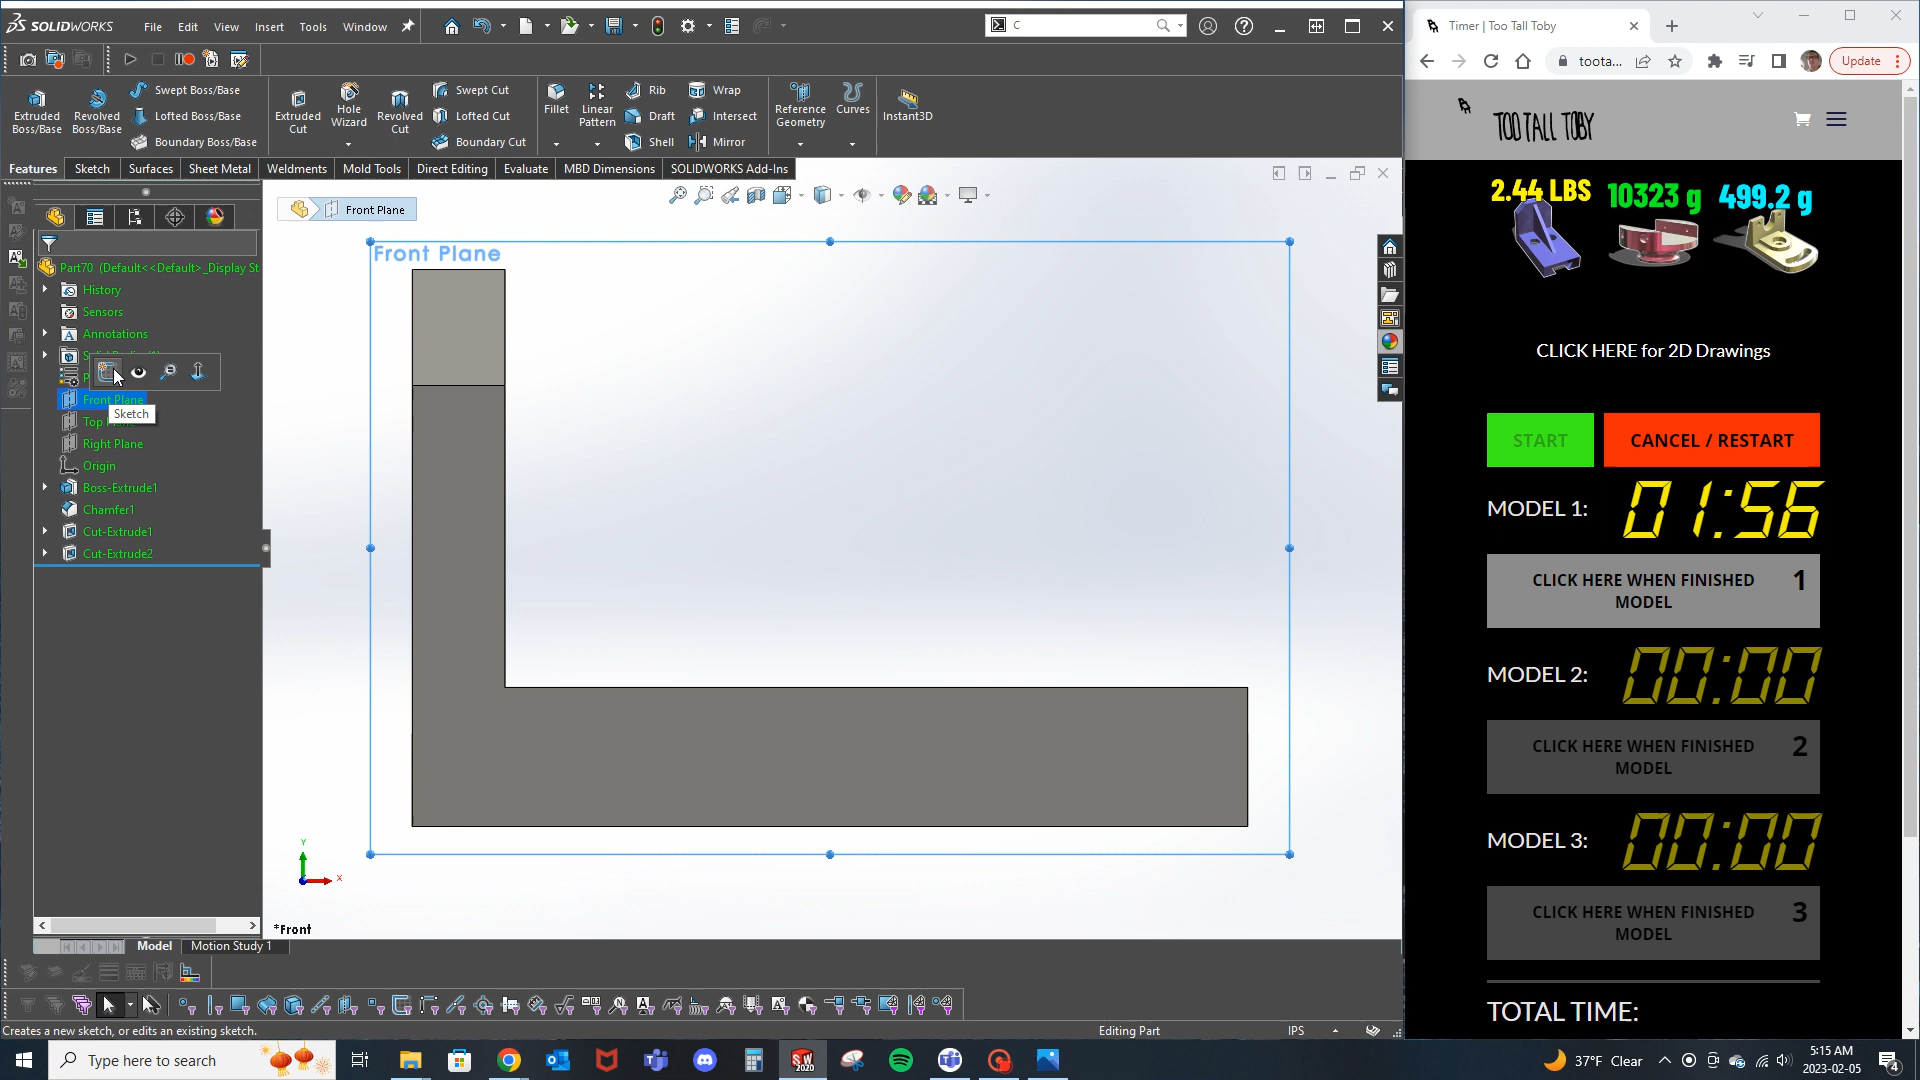 SOLIDWORKS File Edit View Insert Tools Window
C
Extruded Boss/Base
Revolved Boss/Base
Swept Boss/Base
Lofted Boss/Base
Boundary Boss/Base
Extruded Cut
Hole Wizard
Revolved Cut
Swept Cut
Lofted Cut
Boundary Cut
Fillet
Linear Pattern
Rib
Draft
Shell
Wrap
Intersect
Mirror
Reference Geometry
Curves
Instant3D
Features Sketch Surfaces Sheet Metal Weldments Mold Tools Direct Editing Evaluate MBD Dimensions SOLIDWORKS Add-Ins
Front Plane
Part70 (Default<<Default>_Display St
History
Sensors
Annotations
Front Plane
Sketch
Top
Right Plane
Origin
Boss-Extrude1
Chamfer1
Cut-Extrude1
Cut-Extrude2
Front Plane
Y
X
*Front
Model Motion Study 1
Creates a new sketch, or edits an existing sketch.
Editing Part
IPS
Timer | Too Tall Toby
toota...
Update
TOO TALL TOBY
2.44 LBS 10323 g 499.2 g
CLICK HERE for 2D Drawings
START
CANCEL / RESTART
MODEL 1: 01:56
CLICK HERE WHEN FINISHED MODEL 1
MODEL 2: 00:00
CLICK HERE WHEN FINISHED MODEL 2
MODEL 3: 00:00
CLICK HERE WHEN FINISHED MODEL 3
TOTAL TIME:
Type here to search
SW 2020
37°F Clear
5:15 AM
2023-02-05
4